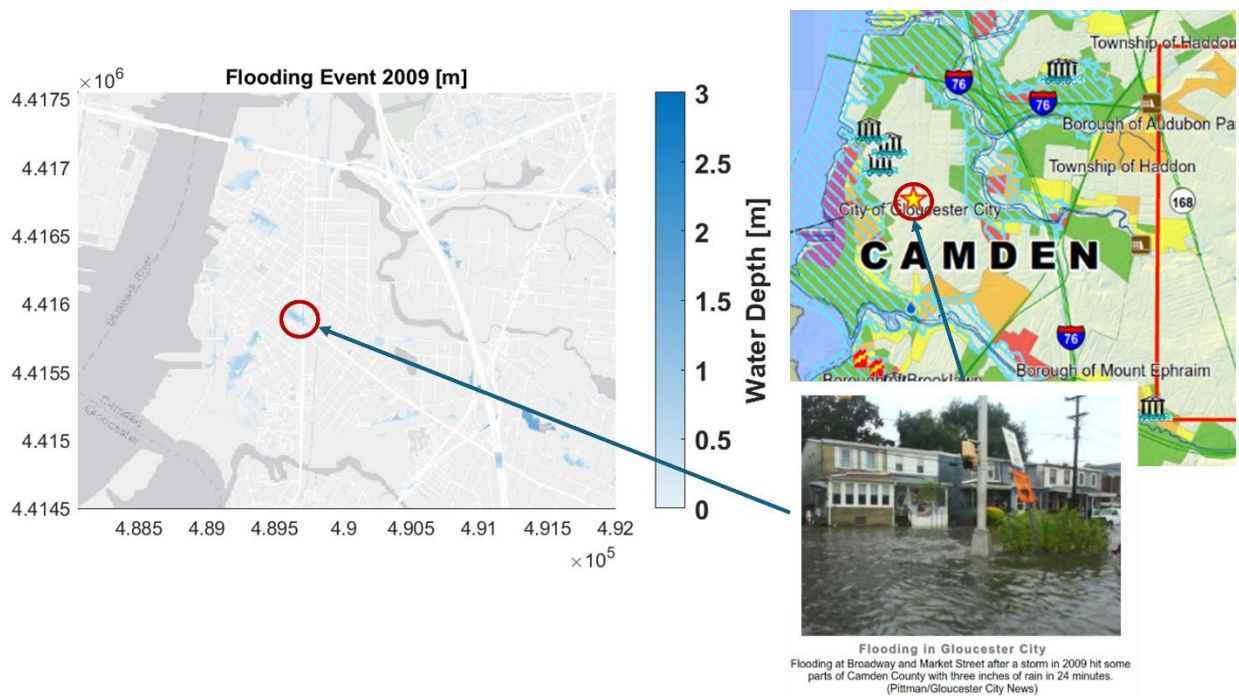 Flooding Event 2009 [m]
×10⁶
4.4175
4.417
4.4165
4.416
4.4155
4.415
4.4145
4.885
4.89
4.895
4.9
4.905
4.91
4.915
4.92
×10⁵
3
2.5
2
1.5
1
0.5
0
Water Depth [m]
Delaware River
Camden
Gloucester
Township of Haddon
76
76
Borough of Audubon Pa
Township of Haddon
168
City of Gloucester City
CAMDEN
76
Borough of Mount Ephraim
Flooding in Gloucester City
Flooding at Broadway and Market Street after a storm in 2009 hit some
parts of Camden County with three inches of rain in 24 minutes.
(Pittman/Gloucester City News)